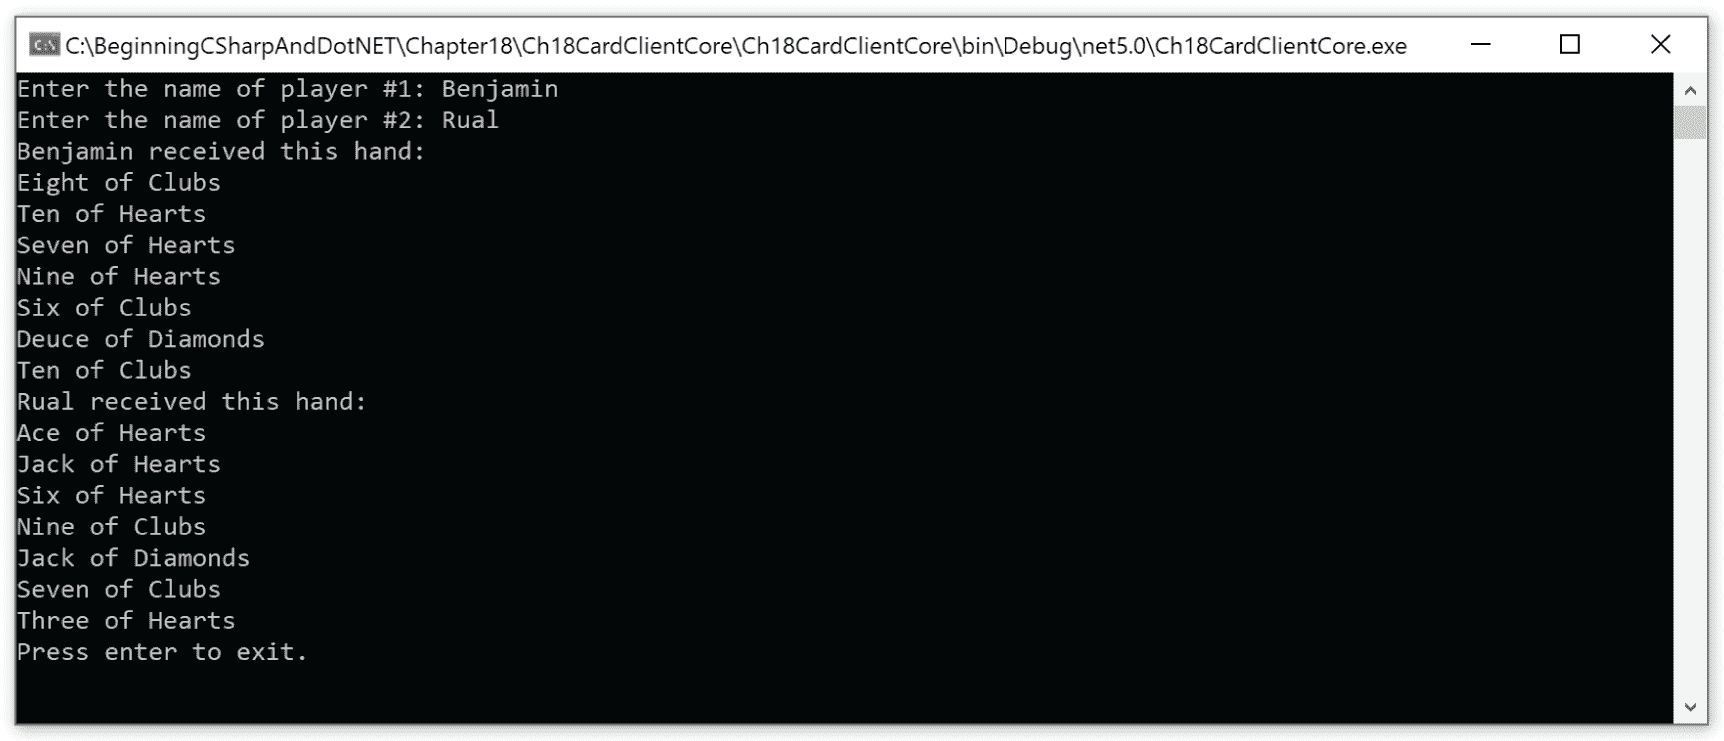 C:\BeginningCSharpAndDotNET\Chapter18\Ch18CardClientCore\Ch18CardClientCore\bin\Debug\net5.0\Ch18CardClientCore.exe
Enter the name of player #1: Benjamin
Enter the name of player #2: Rual
Benjamin received this hand:
Eight of Clubs
Ten of Hearts
Seven of Hearts
Nine of Hearts
Six of Clubs
Deuce of Diamonds
Ten of Clubs
Rual received this hand:
Ace of Hearts
Jack of Hearts
Six of Hearts
Nine of Clubs
Jack of Diamonds
Seven of Clubs
Three of Hearts
Press enter to exit.